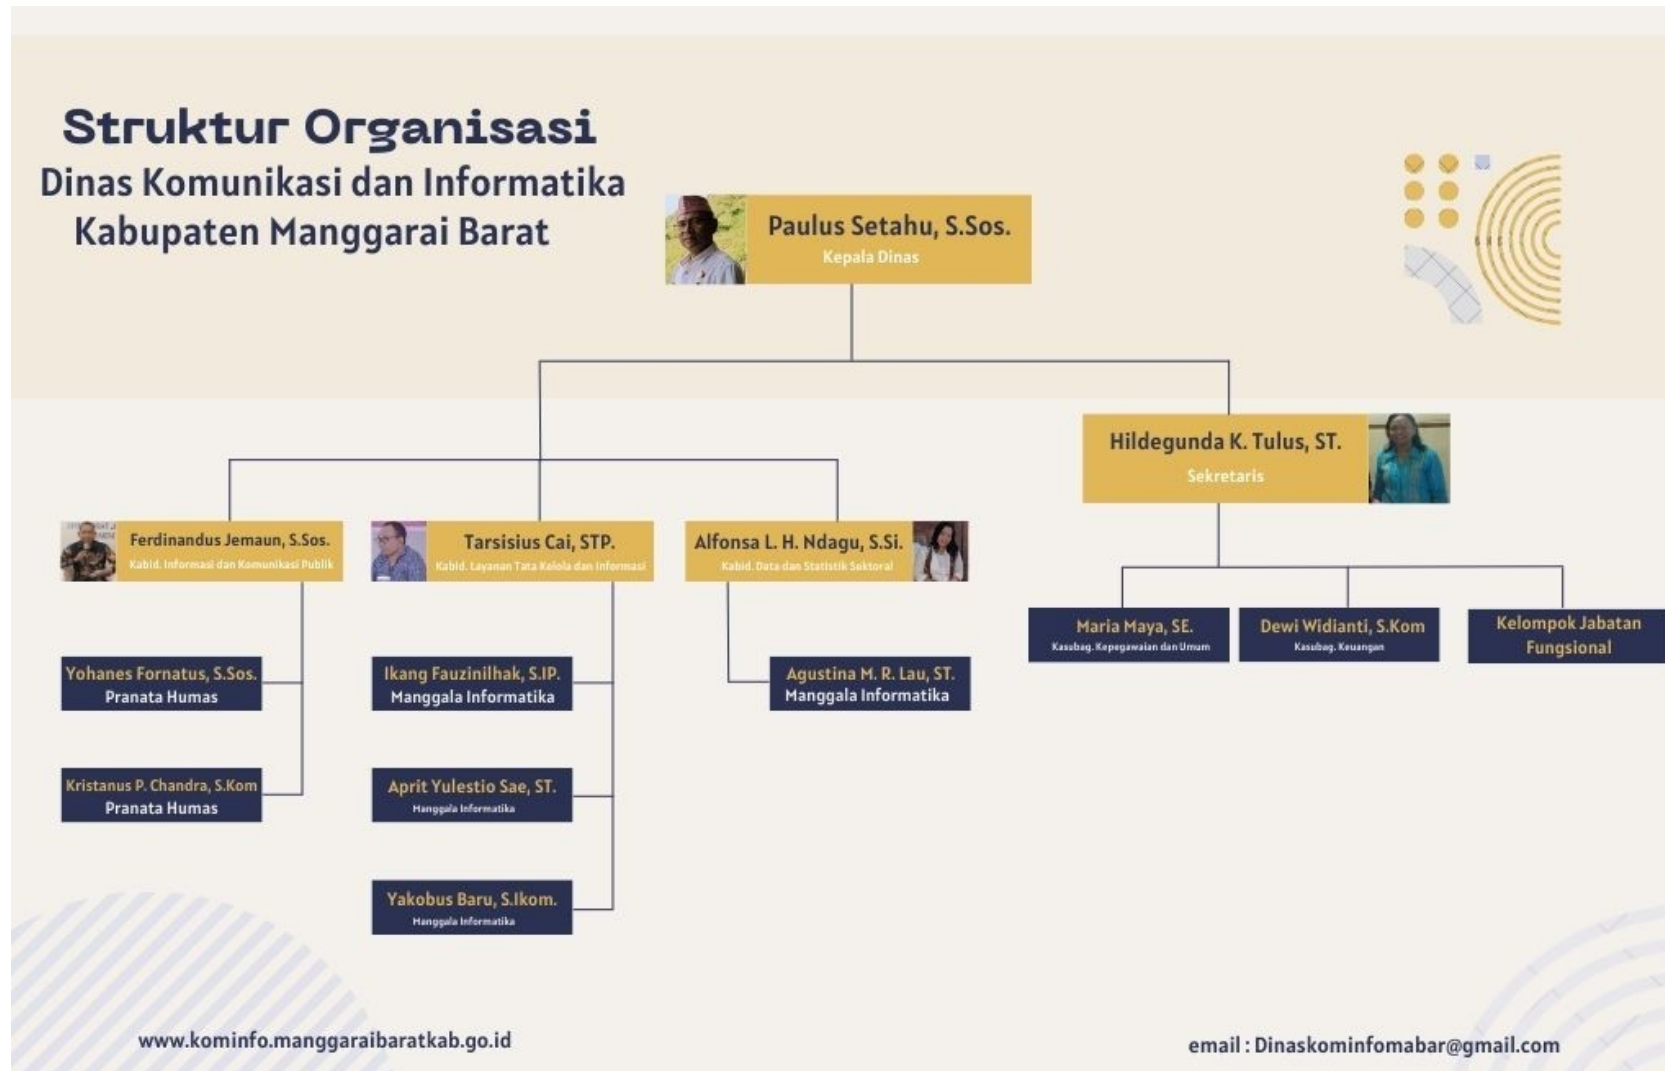 Struktur Organisasi
Dinas Komunikasi dan Informatika
Kabupaten Manggarai Barat
Paulus Setahu, S.Sos.
Kepala Dinas
Hildegunda K. Tulus, ST.
Sekretaris
Ferdinandus Jemaun, S.Sos.
Kabid. Informasi dan Komunikasi Publik
Tarsisius Cai, STP.
Kabid. Layanan Tata Kelola dan Informasi
Alfonsa L. H. Ndagu, S.Si.
Kabid. Data dan Statistik Sektoral
Maria Maya, SE.
Kasubag. Kepegawaian dan Umum
Dewi Widianti, S.Kom
Kasubag. Keuangan
Kelompok Jabatan
Fungsional
Yohanes Fornatus, S.Sos.
Pranata Humas
Ikang Fauzinilhak, S.IP.
Manggala Informatika
Agustina M. R. Lau, ST.
Manggala Informatika
Kristanus P. Chandra, S.Kom
Pranata Humas
Aprit Yulestio Sae, ST.
Manggala Informatika
Yakobus Baru, S.Ikom.
Manggala Informatika
www.kominfo.manggaraibaratkab.go.id
email : Dinaskominfomabar@gmail.com